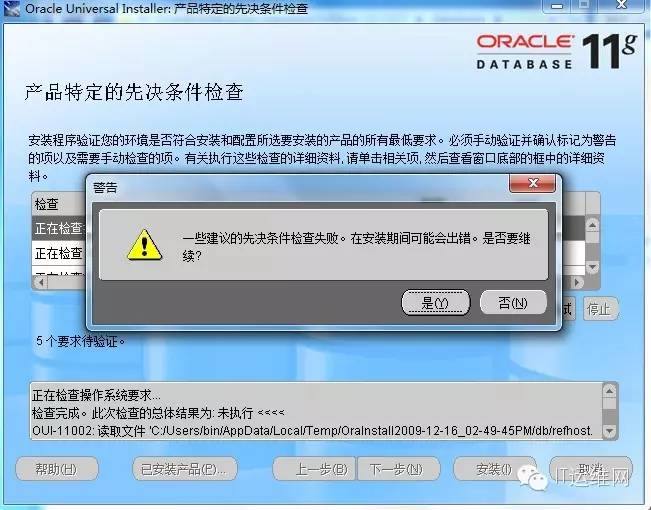 Oracle Universal Installer: 产品特定的先决条件检查
ORACLE
DATABASE 11g
产品特定的先决条件检查
安装程序验证您的环境是否符合安装和配置所选要安装的产品的所有最低要求。必须手动验证并确认标记为警告
的项以及需要手动检查的项。有关执行这些检查的详细资料,请单击相关项,然后查看窗口底部的框中的详细资
料。
检查
正在检查
正在检查
警告
一些建议的先决条件检查失败。在安装期间可能会出错。是否要继
续?
是(Y)
否(N)
试
停止
5 个要求待验证。
正在检查操作系统要求...
检查完成。此次检查的总体结果为: 未执行 <<<<
OUI-11002: 读取文件 'C:/Users/bin/AppData/Local/Temp/OraInstall2009-12-16_02-49-45PM/db/refhost.
帮助(H)
已安装产品(P)...
上一步(B)
下一步(N)
安装(I)
取消
IT运维网